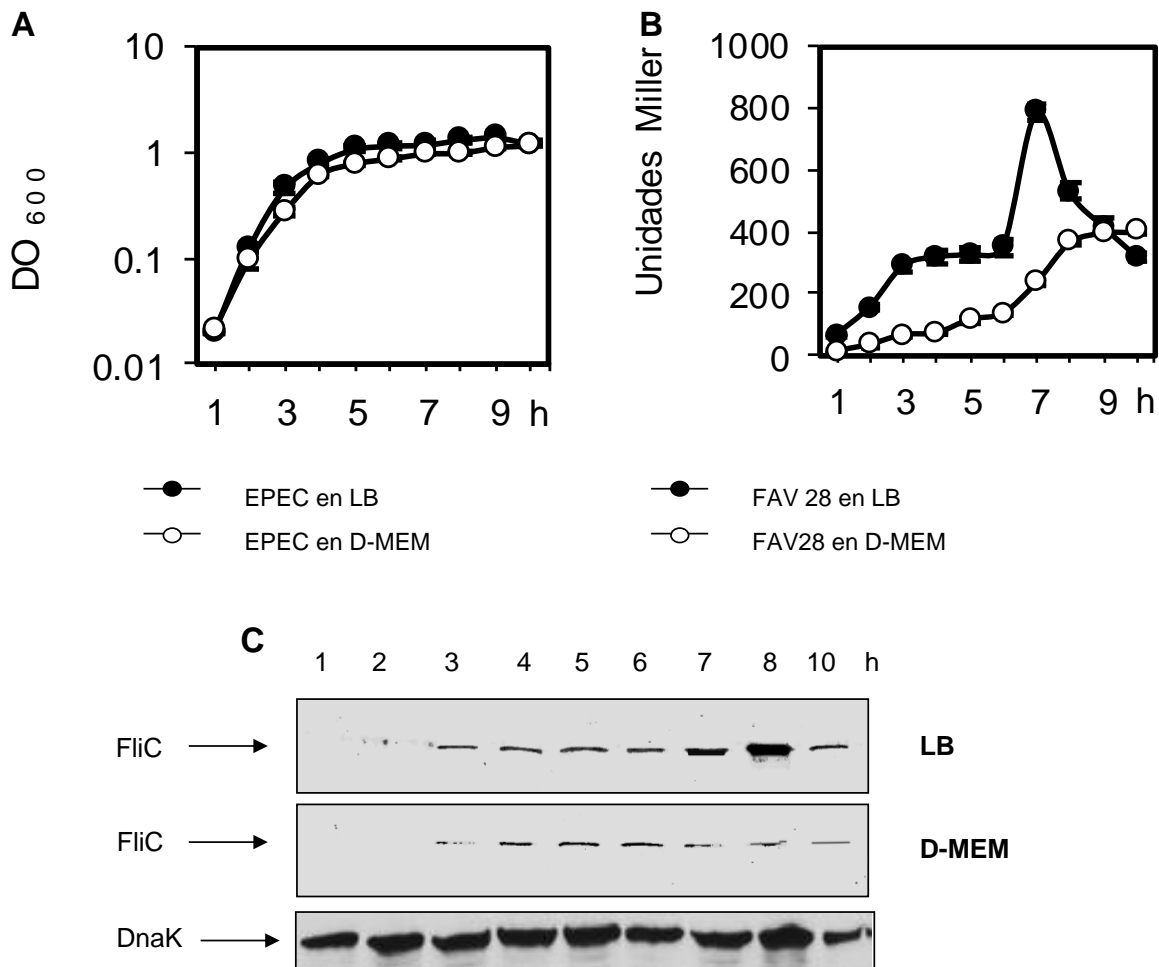 A
10
1
0.1
0.01
DO 600
1 3 5 7 9 h
B
1000
800
600
400
200
0
Unidades Miller
1 3 5 7 9 h
EPEC en LB
EPEC en D-MEM
FAV 28 en LB
FAV28 en D-MEM
C
1 2 3 4 5 6 7 8 10 h
FliC
LB
FliC
D-MEM
DnaK